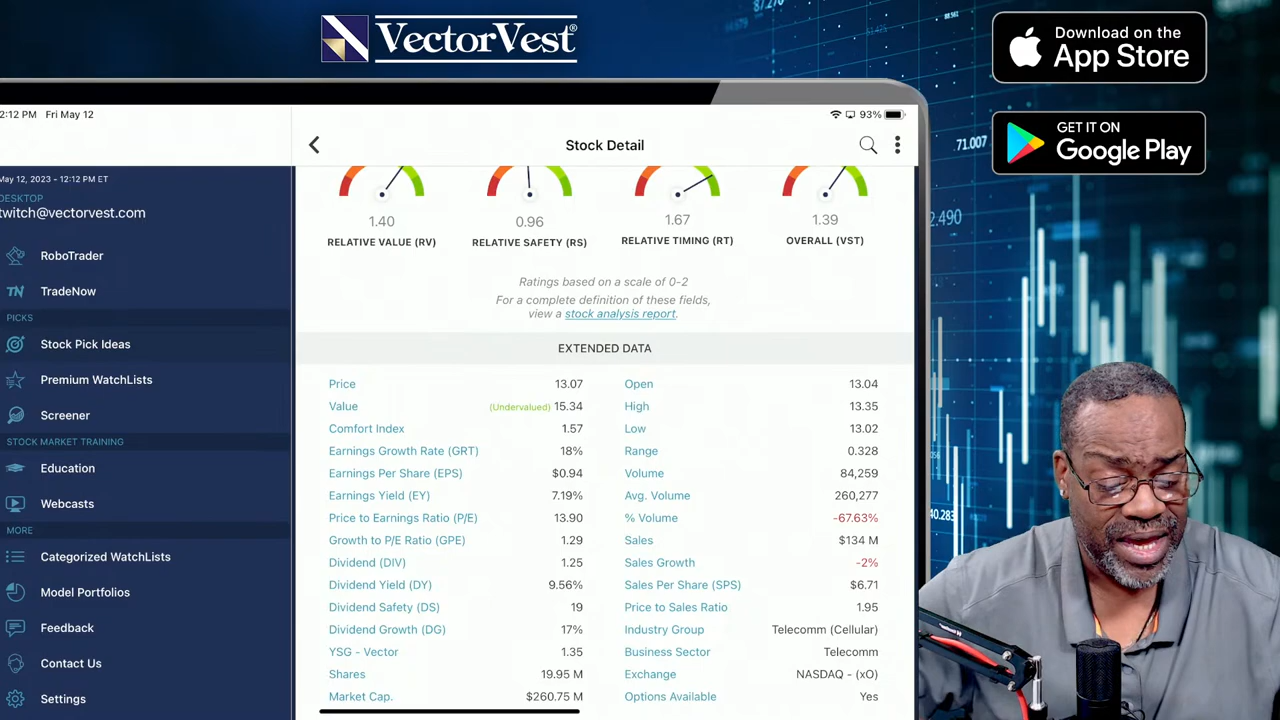 VectorVest®
Download on the
App Store
GET IT ON
Google Play
2:12 PM Fri May 12
93%
Stock Detail
May 12, 2023 - 12:12 PM ET
DESKTOP
twitch@vectorvest.com
RoboTrader
TradeNow
PICKS
Stock Pick Ideas
Premium WatchLists
Screener
STOCK MARKET TRAINING
Education
Webcasts
MORE
Categorized WatchLists
Model Portfolios
Feedback
Contact Us
Settings
1.40 0.96 1.67 1.39
RELATIVE VALUE (RV) RELATIVE SAFETY (RS) RELATIVE TIMING (RT) OVERALL (VST)
Ratings based on a scale of 0-2
For a complete definition of these fields,
view a stock analysis report.
EXTENDED DATA
Price 13.07 Open 13.04
Value (Undervalued) 15.34 High 13.35
Comfort Index 1.57 Low 13.02
Earnings Growth Rate (GRT) 18% Range 0.328
Earnings Per Share (EPS) $0.94 Volume 84,259
Earnings Yield (EY) 7.19% Avg. Volume 260,277
Price to Earnings Ratio (P/E) 13.90 % Volume -67.63%
Growth to P/E Ratio (GPE) 1.29 Sales $134 M
Dividend (DIV) 1.25 Sales Growth -2%
Dividend Yield (DY) 9.56% Sales Per Share (SPS) $6.71
Dividend Safety (DS) 19 Price to Sales Ratio 1.95
Dividend Growth (DG) 17% Industry Group Telecomm (Cellular)
YSG - Vector 1.35 Business Sector Telecomm
Shares 19.95 M Exchange NASDAQ - (xO)
Market Cap. $260.75 M Options Available Yes
71.007
2.490
40.283